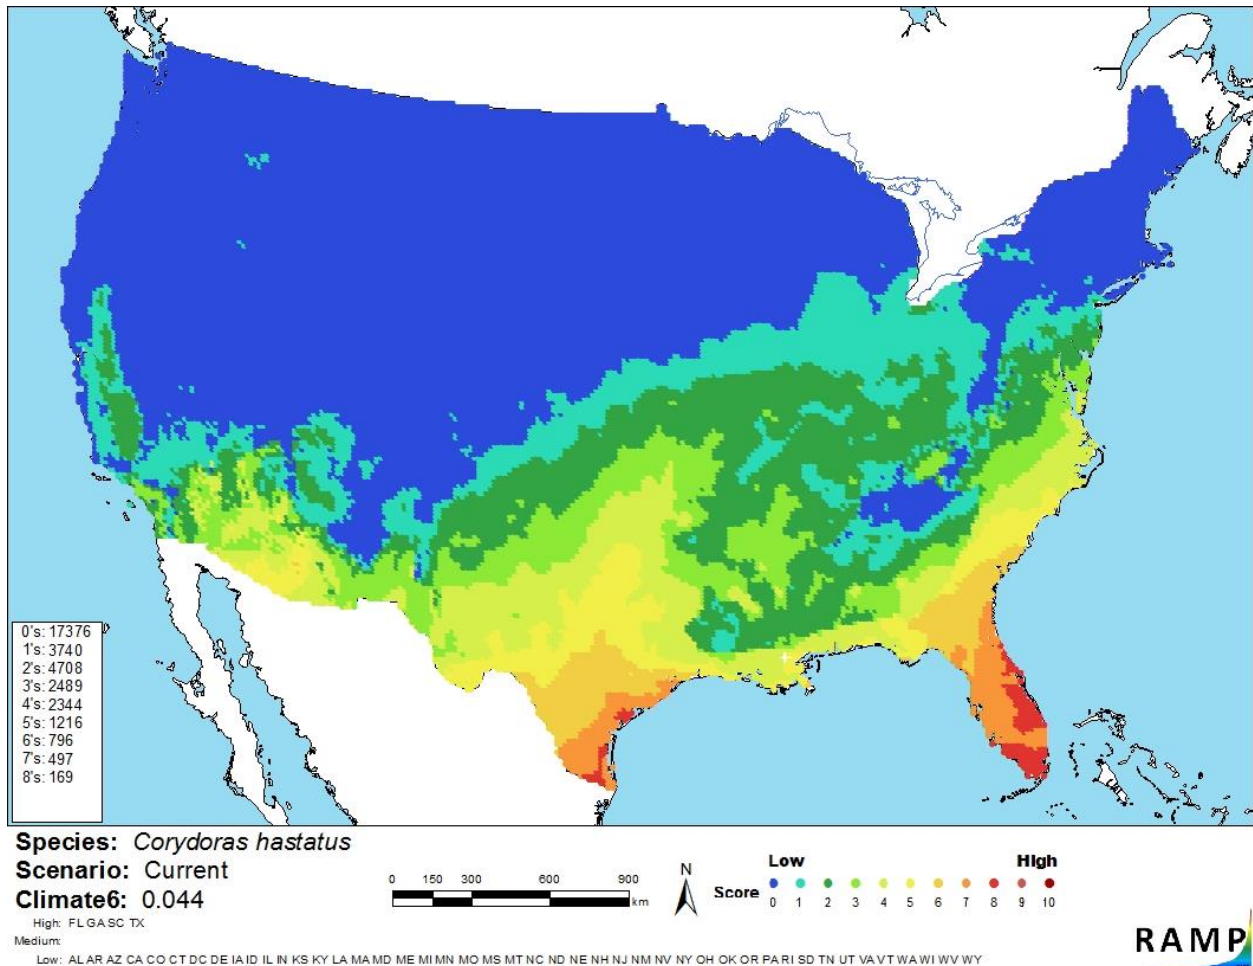 0's: 17376
1's: 3740
2's: 4708
3's: 2489
4's: 2344
5's: 1216
6's: 796
7's: 497
8's: 169
Species: Corydoras hastatus
Scenario: Current
Climate6: 0.044
High: FL GA SC TX
Medium:
Low: AL AR AZ CA CO CT DC DE IA ID IL IN KS KY LA MA MD ME MI MN MO MS MT NC ND NE NH NJ NM NV NY OH OK OR PA RI SD TN UT VA VT WA WI WV WY
0 150 300 600 900
km
N
Low High
Score 0 1 2 3 4 5 6 7 8 9 10
RAMP